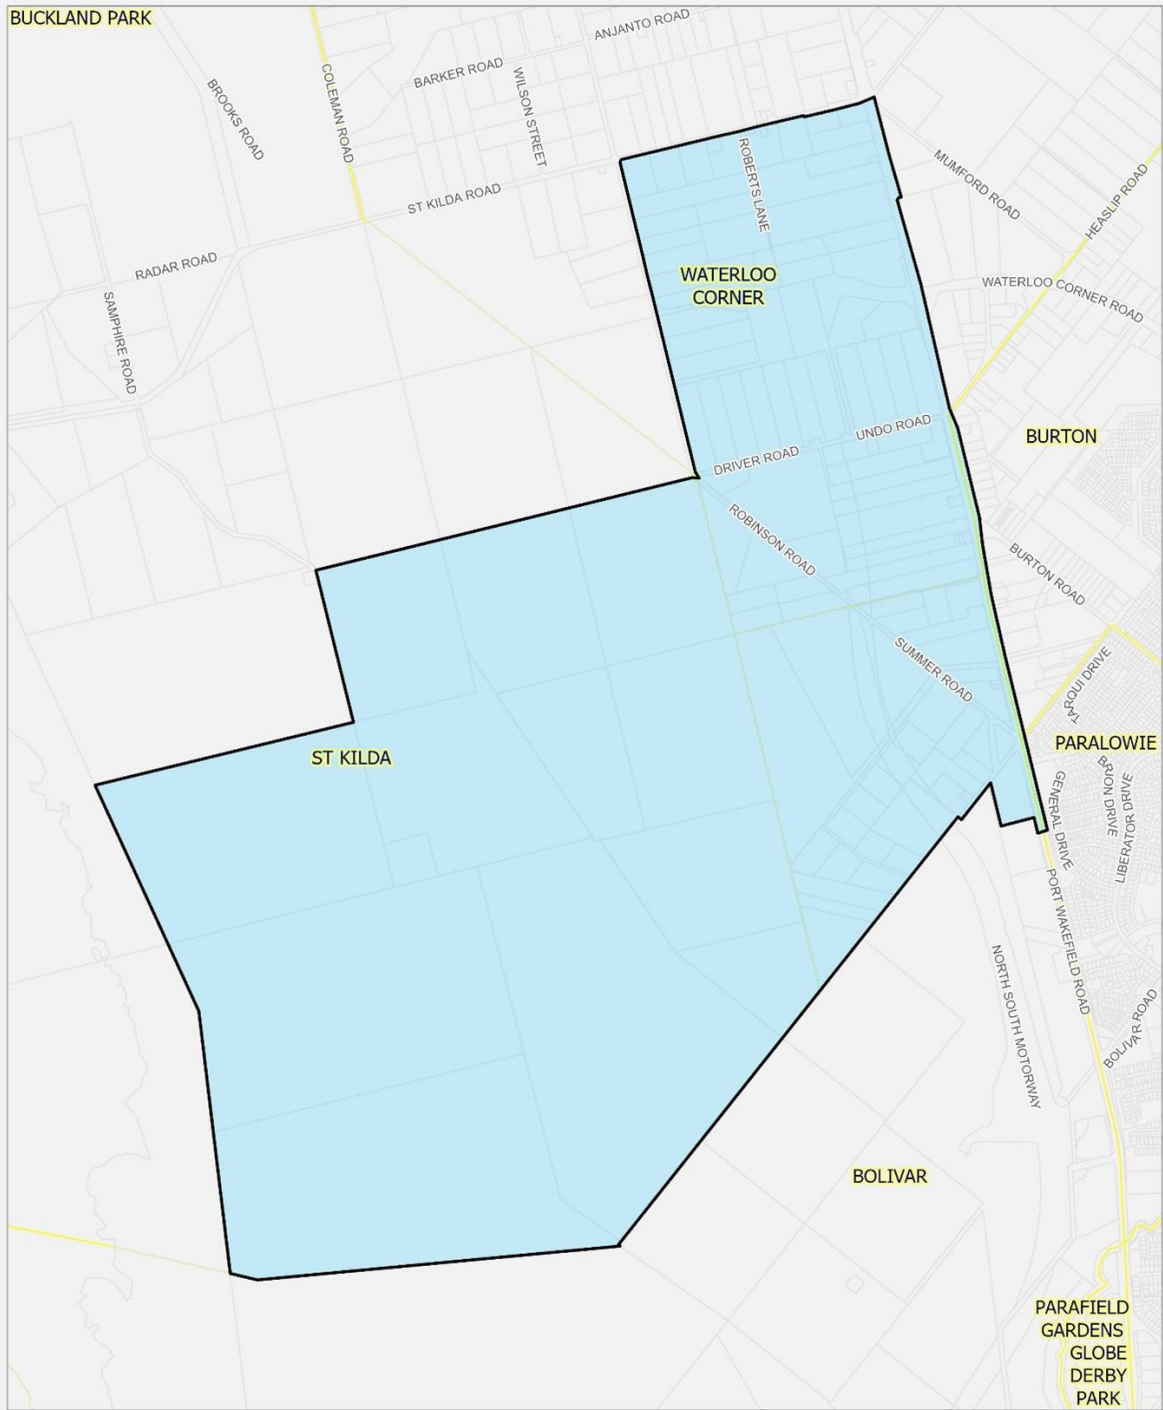 BUCKLAND PARK
ANJANTO ROAD
BARKER ROAD
COLEMAN ROAD
WILSON STREET
BROOKS ROAD
ROBERTS LANE
MUMFORD ROAD
HEASLIP ROAD
ST KILDA ROAD
RADAR ROAD
WATERLOO
CORNER
WATERLOO CORNER ROAD
SAMPHIRE ROAD
UNDO ROAD
BURTON
DRIVER ROAD
ROBINSON ROAD
BURTON ROAD
SUMMER ROAD
TARQUI DRIVE
PARALOWIE
ST KILDA
BRION DRIVE
GENERAL DRIVE
LIBERATOR DRIVE
PORT WAKEFIELD ROAD
NORTH SOUTH MOTORWAY
BOLIVAR ROAD
BOLIVAR
PARAFIELD
GARDENS
GLOBE
DERBY
PARK